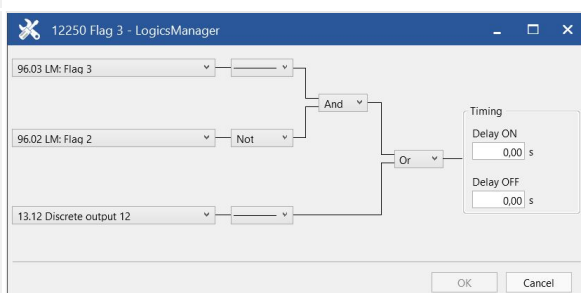 12250 Flag 3 - LogicsManager
96.03 LM: Flag 3
And
Timing
Delay ON
96.02 LM: Flag 2
Not
0,00 s
Or
Delay OFF
0,00 s
13.12 Discrete output 12
OK
Cancel